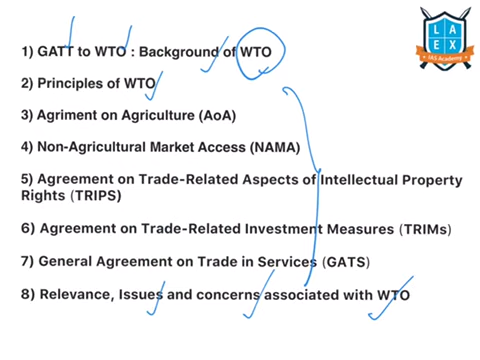 1) GATT to WTO : Background of WTO
2) Principles of WTO
3) Agriment on Agriculture (AoA)
4) Non-Agricultural Market Access (NAMA)
5) Agreement on Trade-Related Aspects of Intellectual Property
Rights (TRIPS)
6) Agreement on Trade-Related Investment Measures (TRIMs)
7) General Agreement on Trade in Services (GATS)
8) Relevance, Issues and concerns associated with WTO
L A
E X
IAS Academy